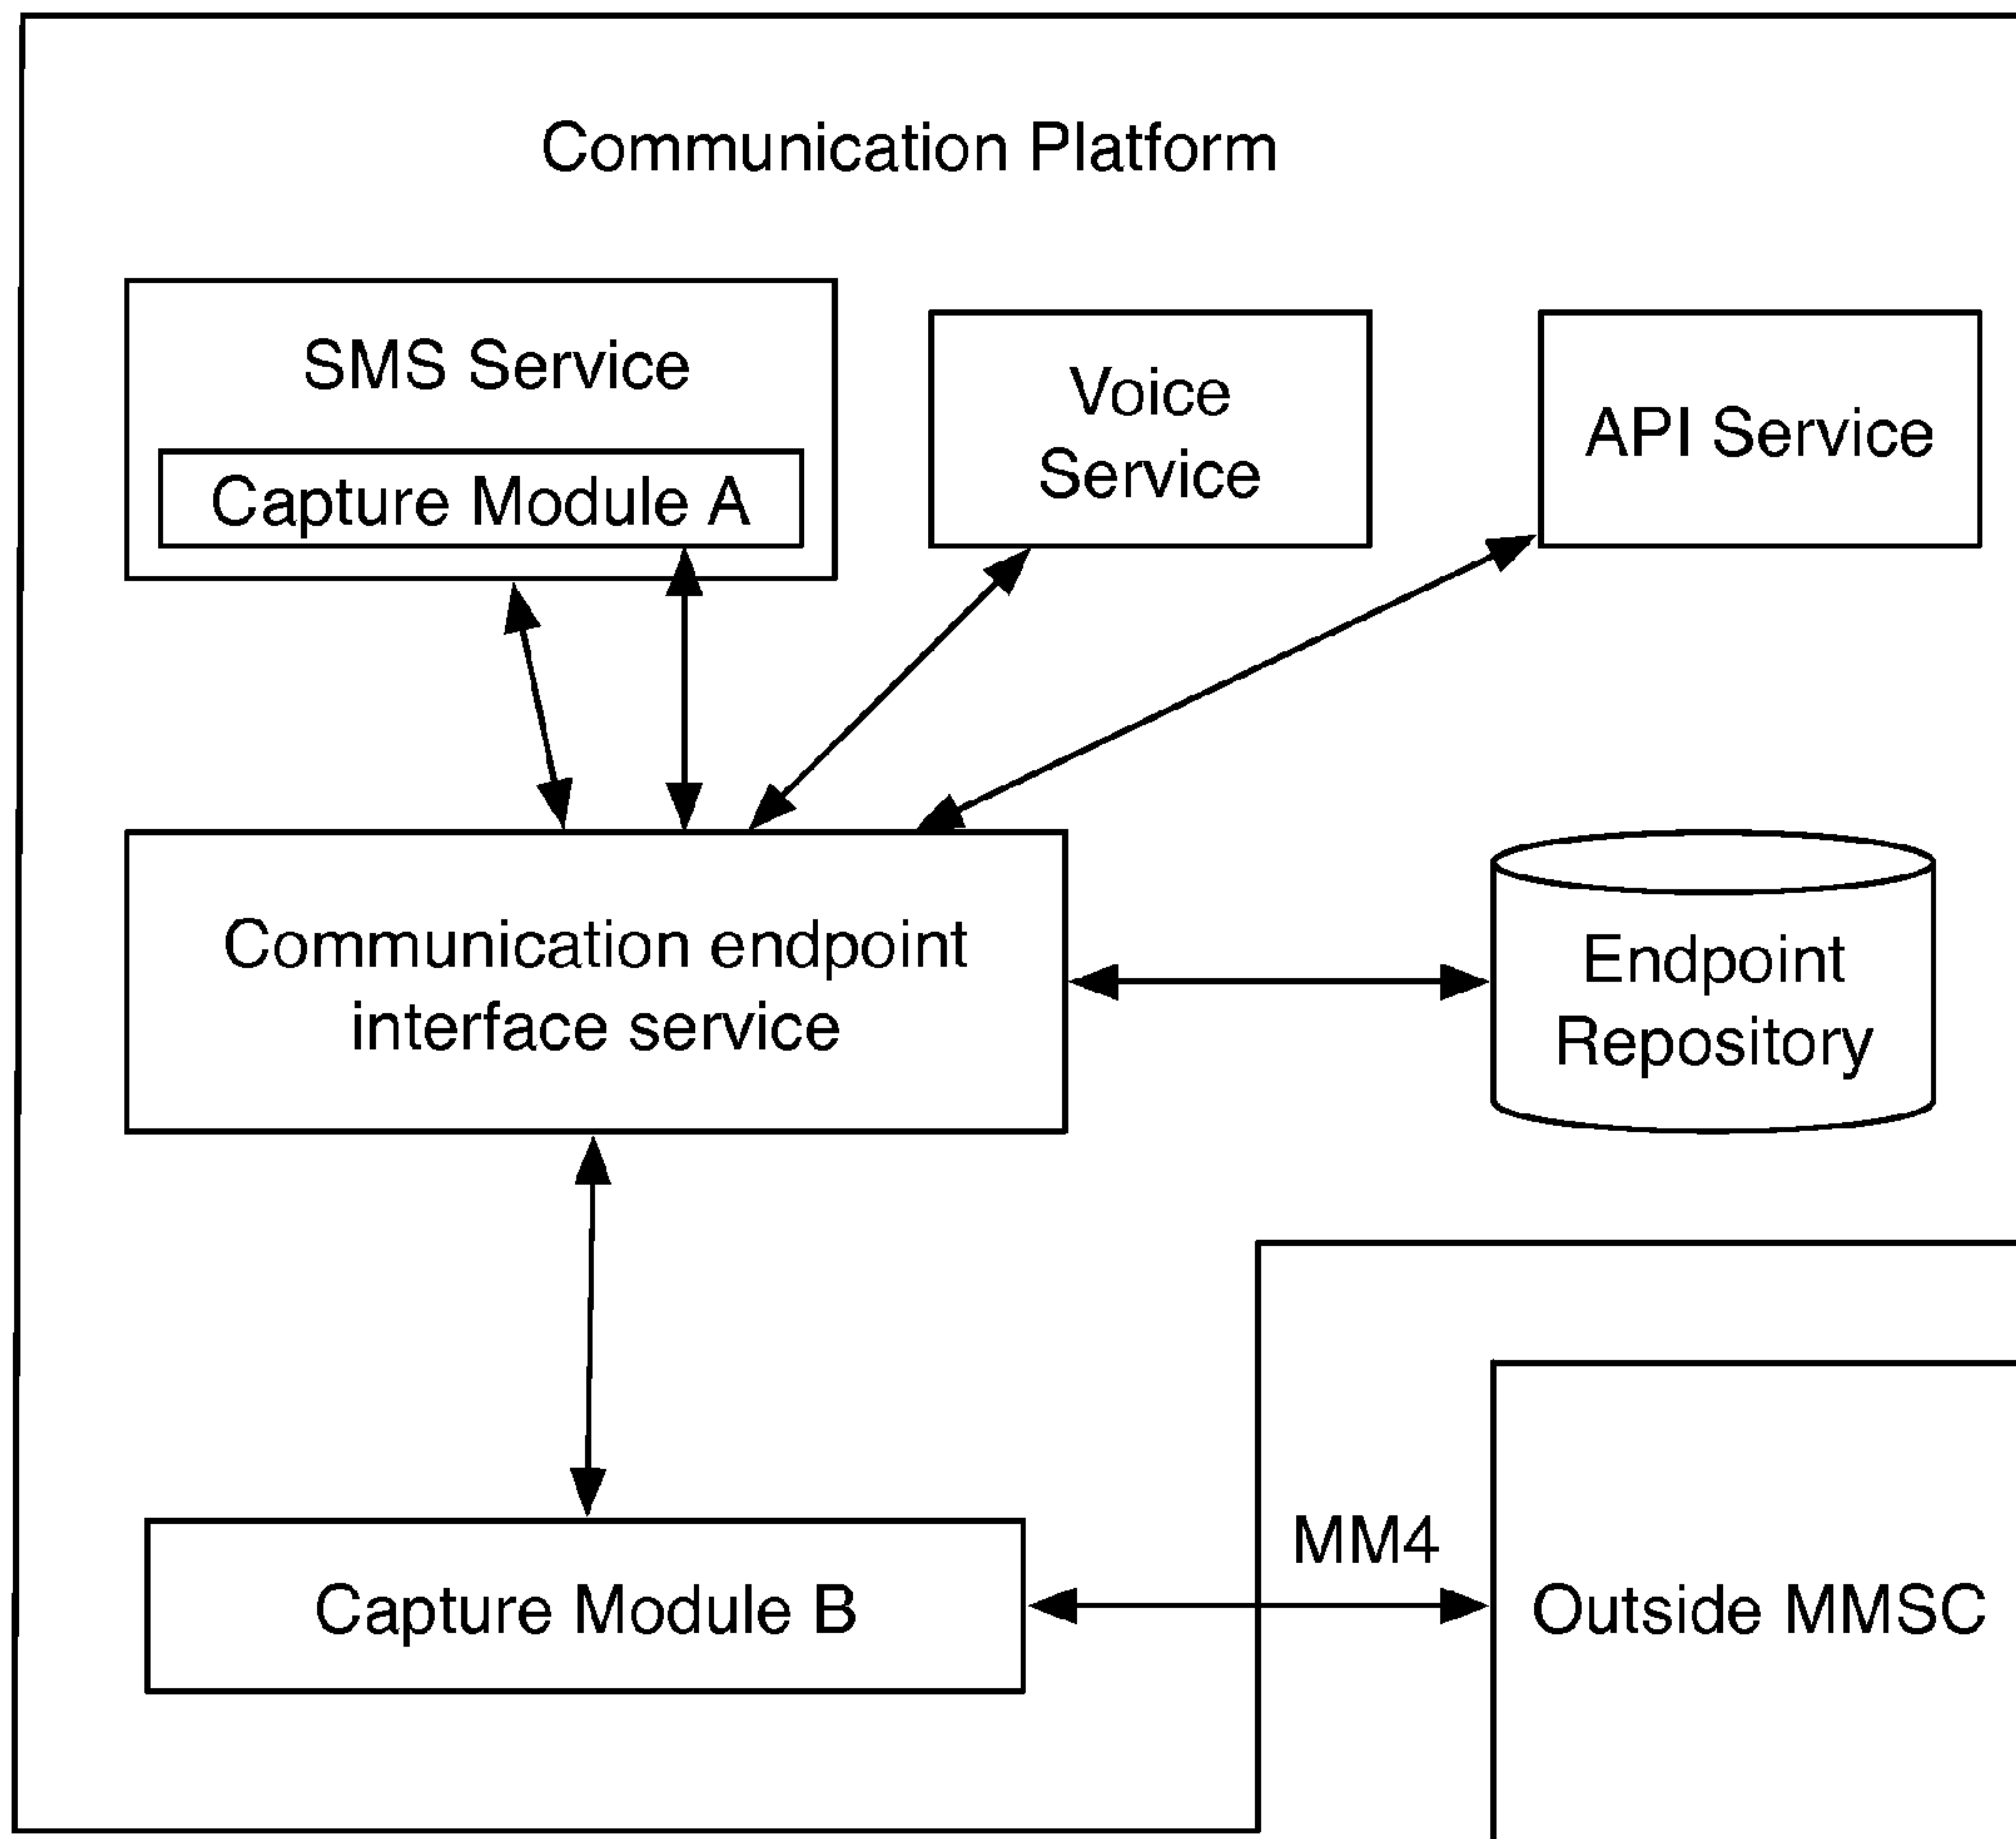 Communication Platform
SMS Service
Capture Module A
Voice
Service
API Service
Communication endpoint
interface service
Endpoint
Repository
MM4
Capture Module B
Outside MMSC